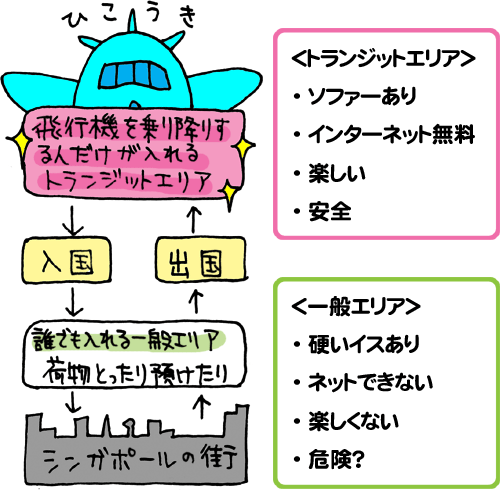 ひこうき
飛行機を乗り降りす
る人だけが入れる
トランジットエリア
入国
出国
誰でも入れる一般エリア
荷物とったり預けたり
シンガポールの街
<トランジットエリア>
・ソファーあり
・インターネット無料
・楽しい
・安全
<一般エリア>
・硬いイスあり
・ネットできない
・楽しくない
・危険?